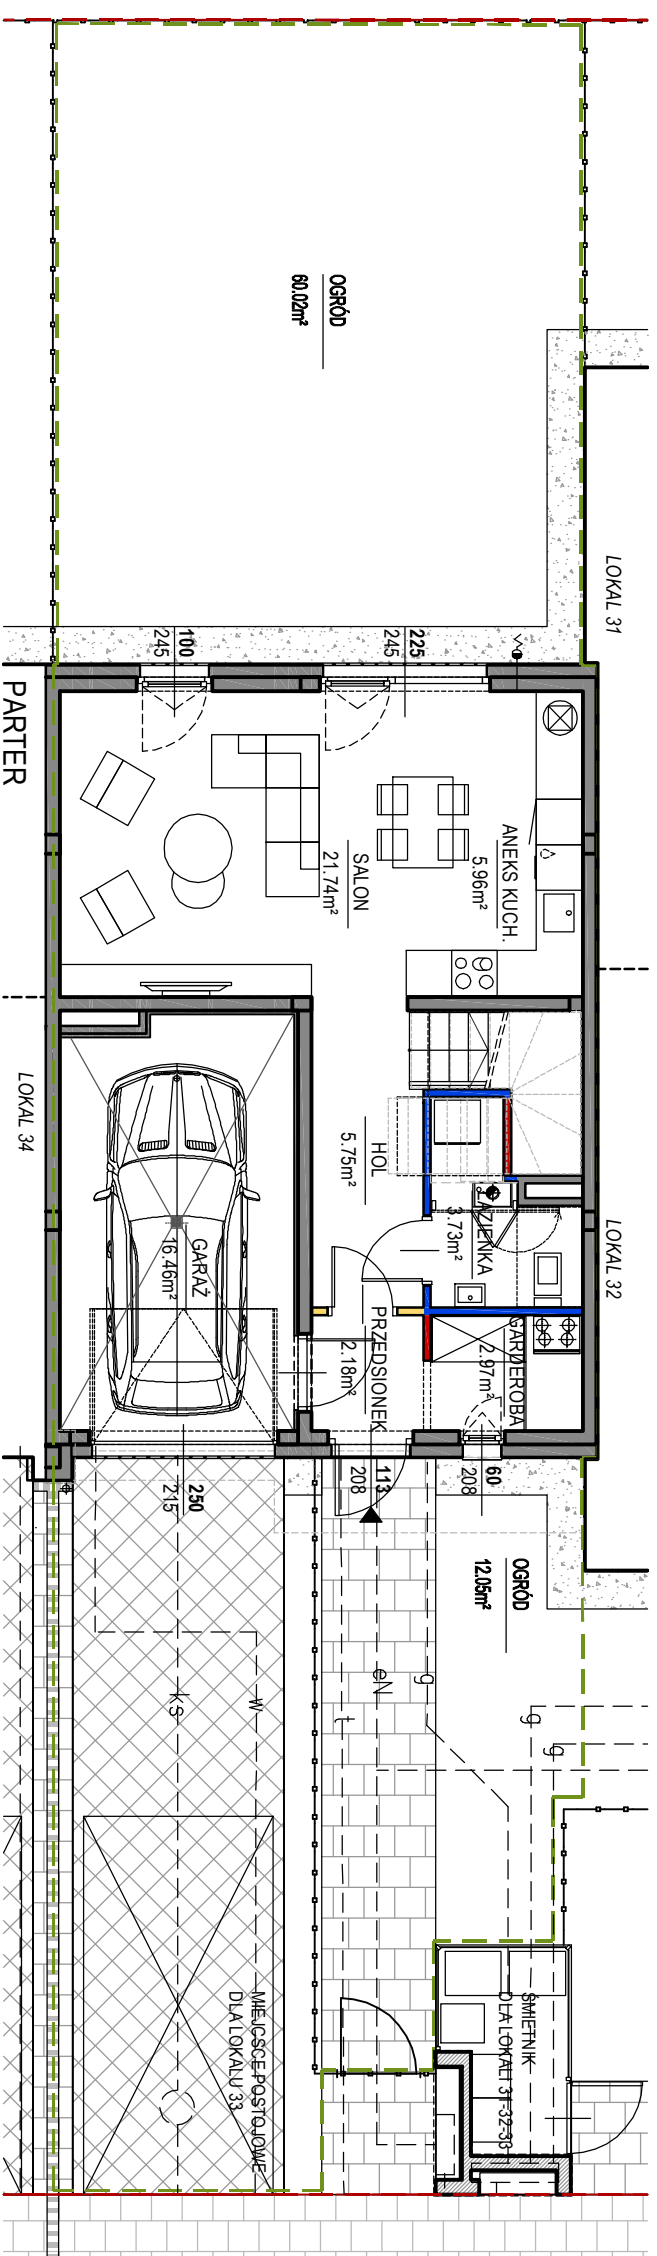 OGRÓD
60.02m²
LOKAL 31
100
245
225
245
PARTER
ANEKS KUCH.
5.96m²
SALON
21.74m²
LOKAL 34
HOL
5.75m²
ŁAZIENKA
3.73m²
LOKAL 32
GARAŻ
16.46m²
PRZEDSIONEK
2.18m²
GARDEROBA
2.97m²
250
215
113
208
60
208
OGRÓD
12.05m²
ks
w
t
eN
g
g
g
g
MIEJSCE POSTOJOWE
DLA LOKALU 33
ŚMIETNIK
DLA LOKALI 31-32-33